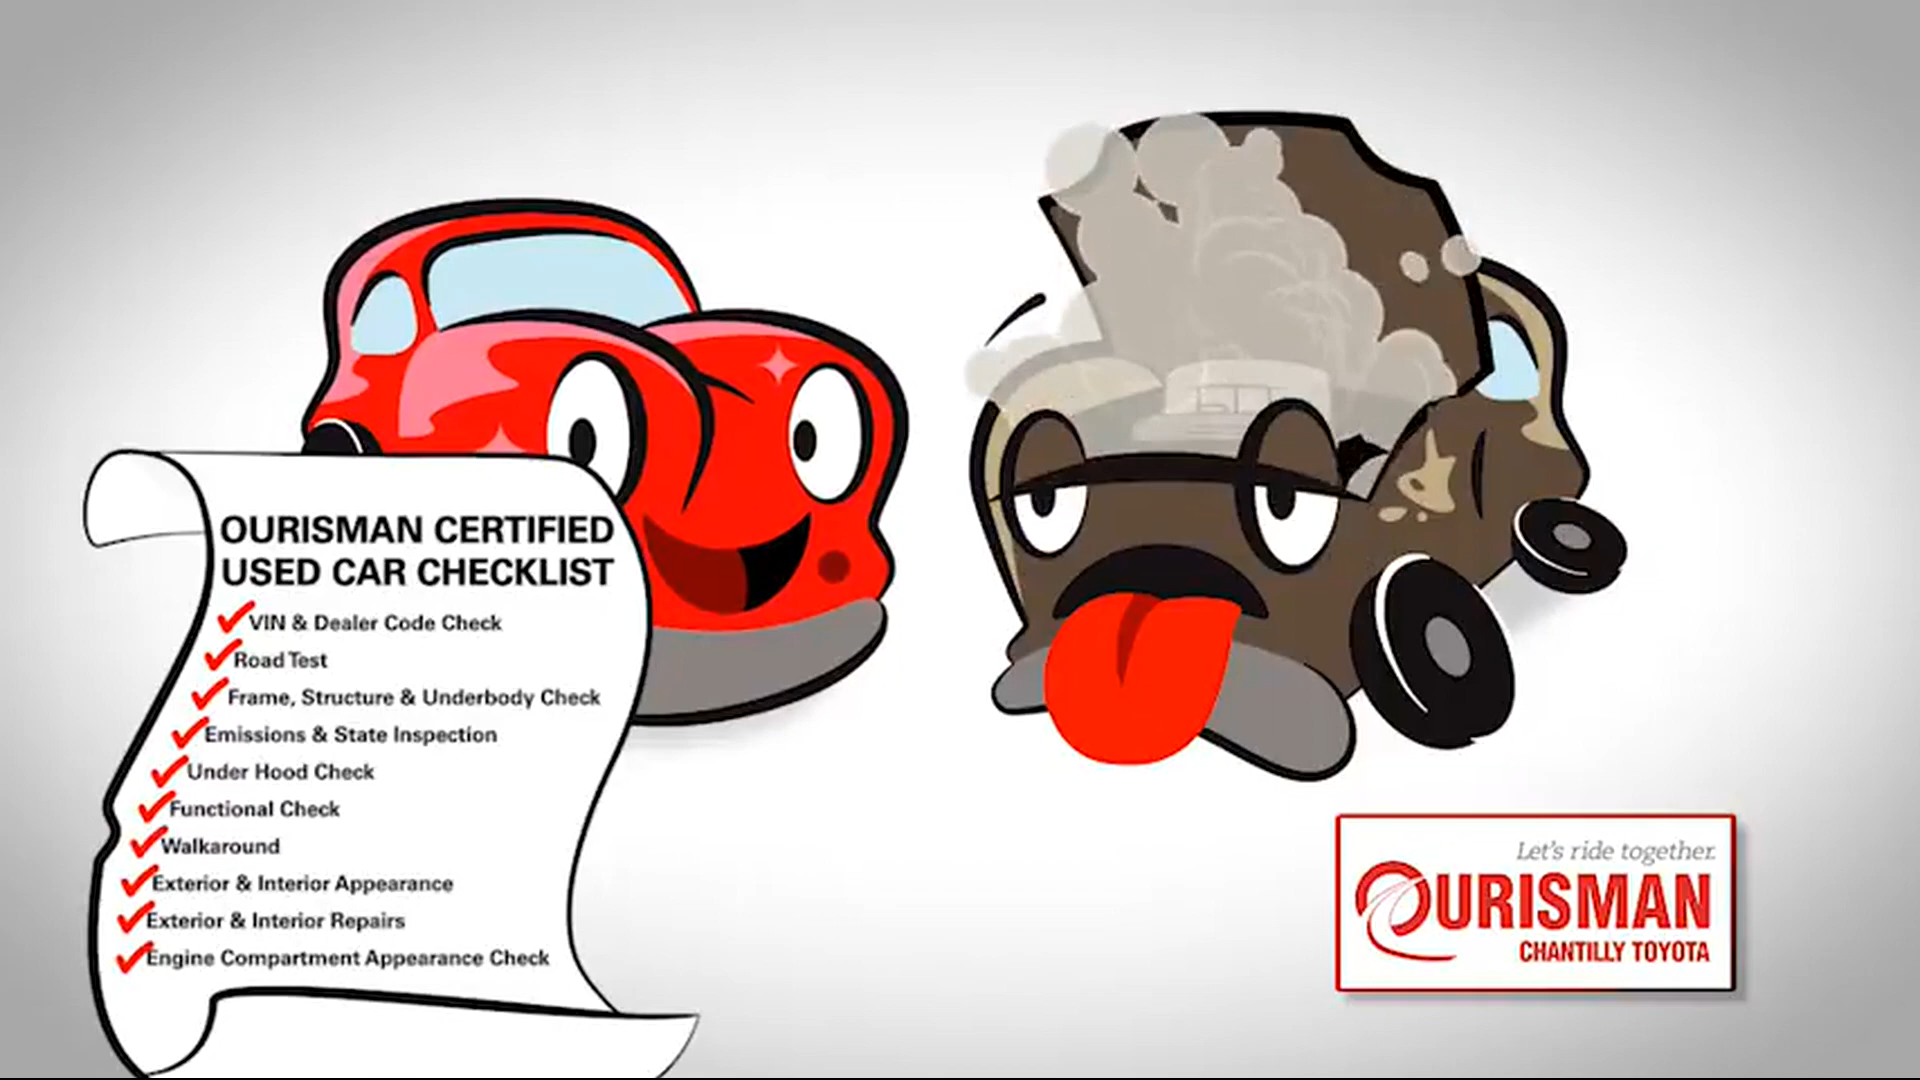 OURISMAN CERTIFIED
USED CAR CHECKLIST
VIN & Dealer Code Check
Road Test
Frame, Structure & Underbody Check
Emissions & State Inspection
Under Hood Check
Functional Check
Walkaround
Exterior & Interior Appearance
Exterior & Interior Repairs
Engine Compartment Appearance Check
Let's ride together.
OURISMAN
CHANTILLY TOYOTA